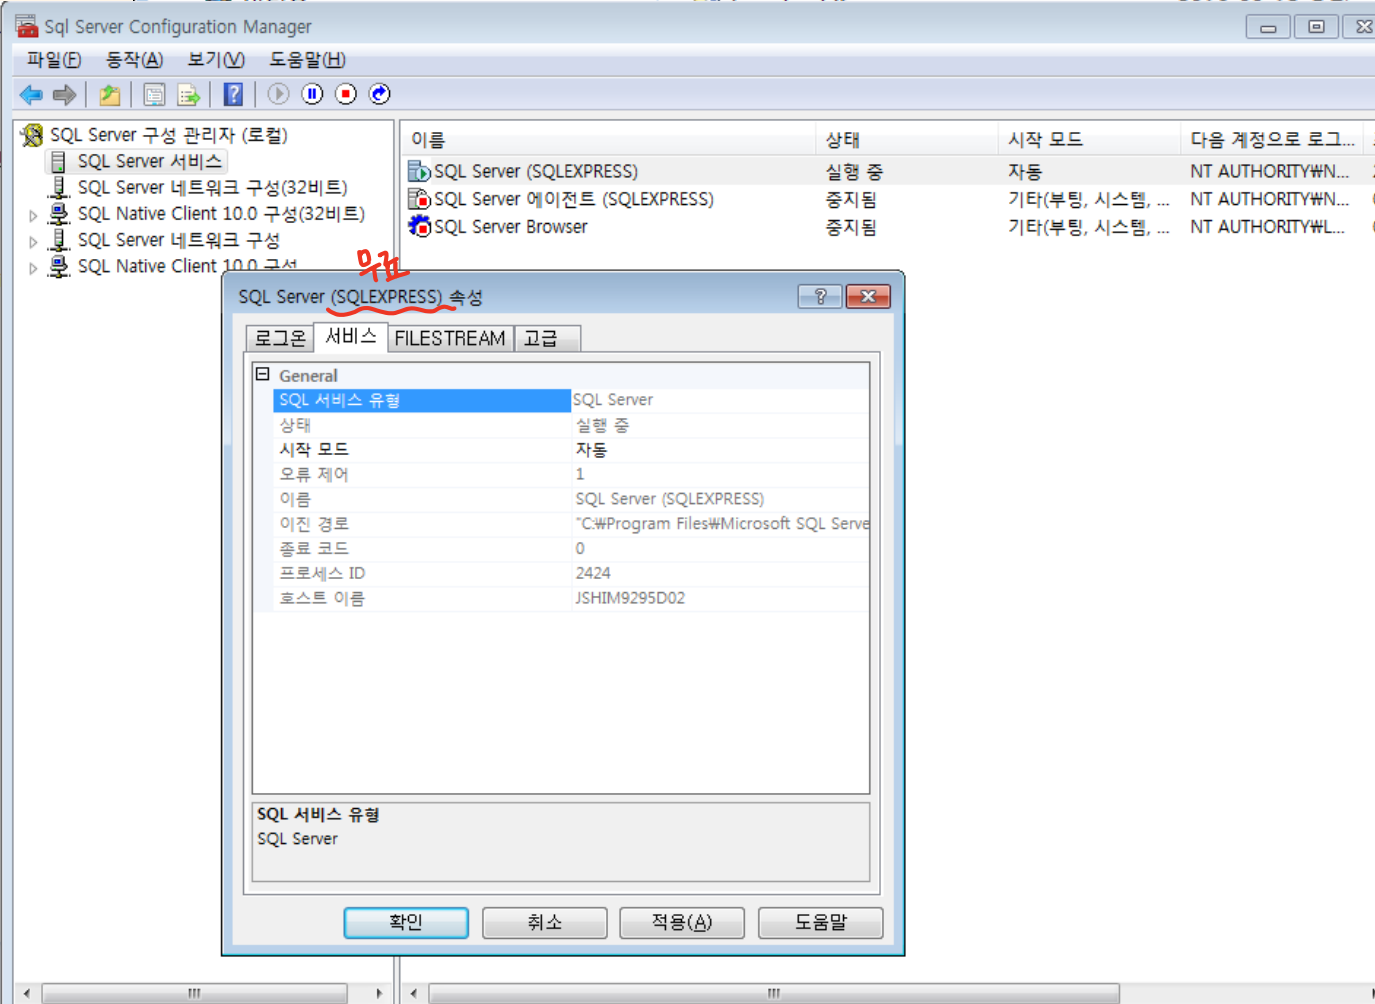 Sql Server Configuration Manager
파일(F) 동작(A) 보기(V) 도움말(H)
SQL Server 구성 관리자 (로컬)
SQL Server 서비스
SQL Server 네트워크 구성(32비트)
SQL Native Client 10.0 구성(32비트)
SQL Server 네트워크 구성
SQL Native Client 10.0 구성
이름 상태 시작 모드 다음 계정으로 로그...
SQL Server (SQLEXPRESS) 실행 중 자동 NT AUTHORITY₩N...
SQL Server 에이전트 (SQLEXPRESS) 중지됨 기타(부팅, 시스템, ... NT AUTHORITY₩N...
SQL Server Browser 중지됨 기타(부팅, 시스템, ... NT AUTHORITY₩L...
무료
SQL Server (SQLEXPRESS) 속성
로그온 서비스 FILESTREAM 고급
General
SQL 서비스 유형 SQL Server
상태 실행 중
시작 모드 자동
오류 제어 1
이름 SQL Server (SQLEXPRESS)
이진 경로 "C:₩Program Files₩Microsoft SQL Serve
종료 코드 0
프로세스 ID 2424
호스트 이름 JSHIM9295D02
SQL 서비스 유형
SQL Server
확인 취소 적용(A) 도움말